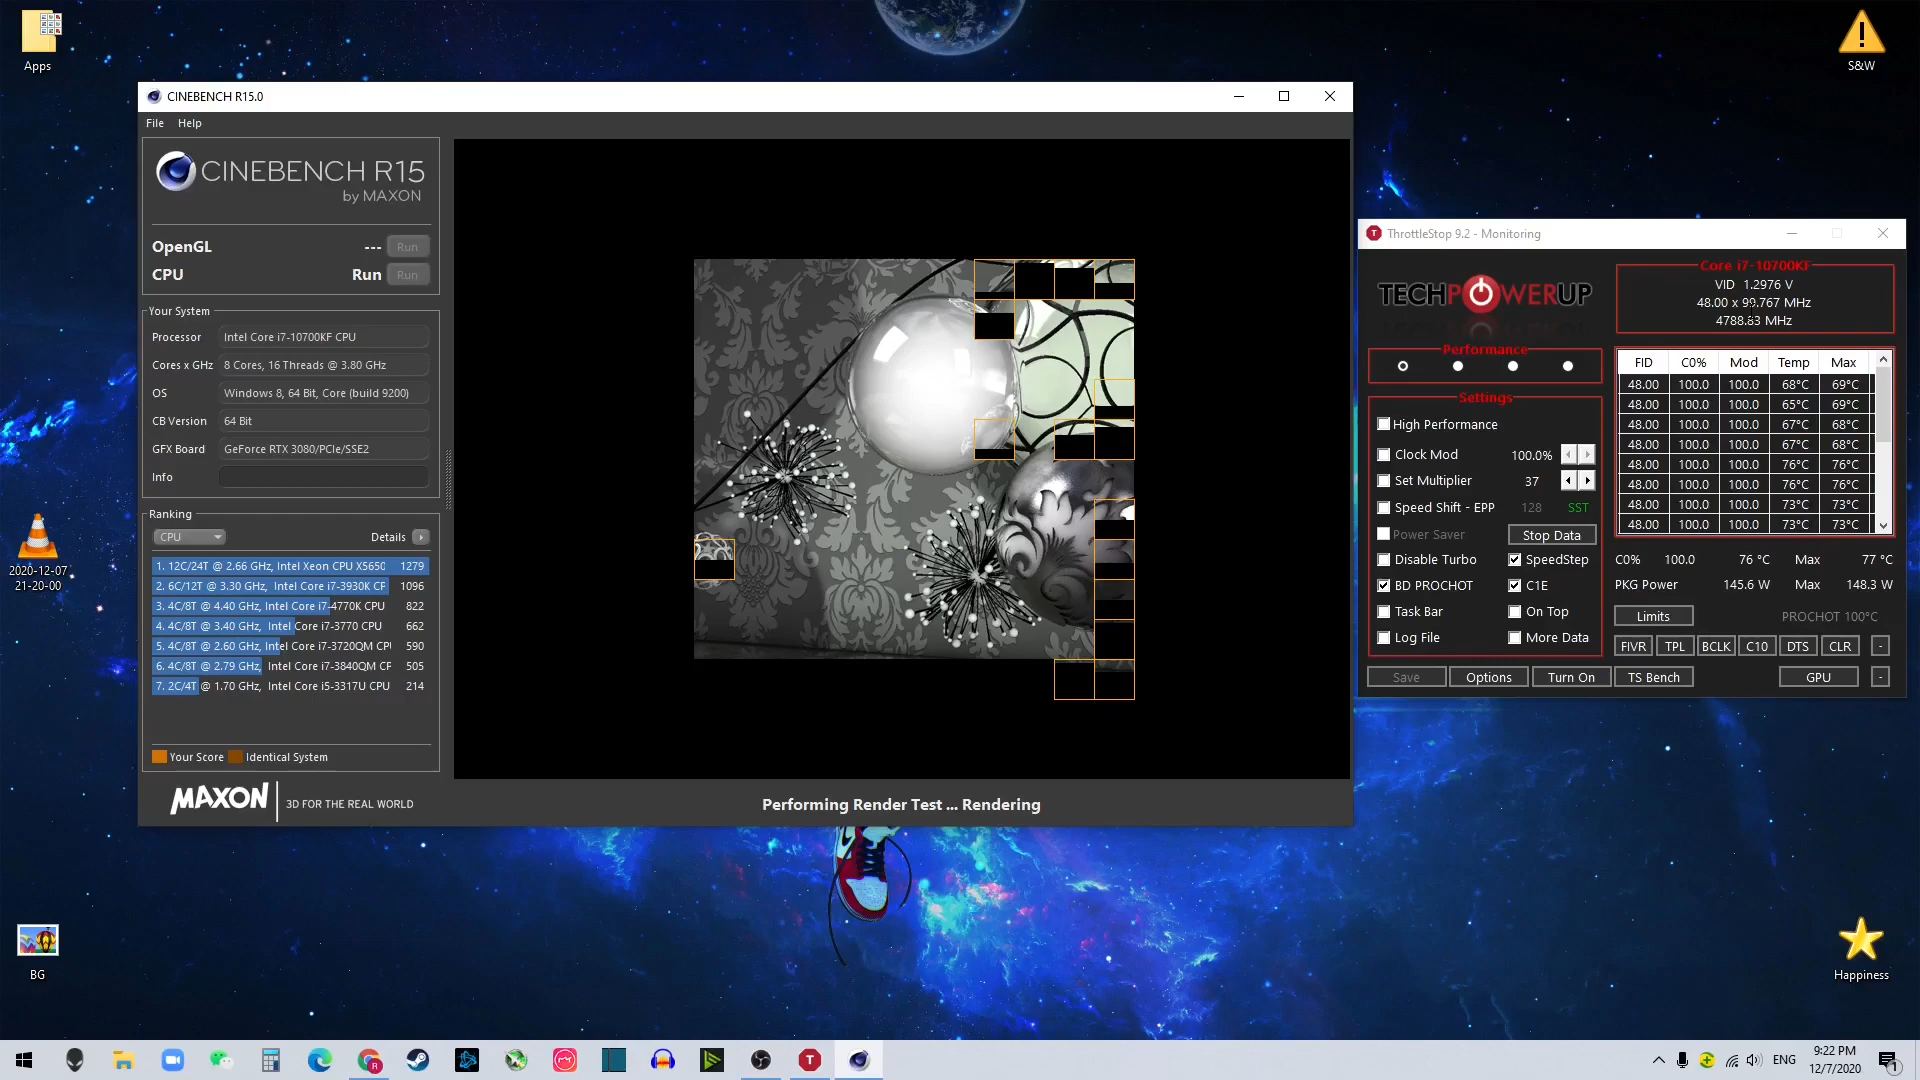 Apps
S&W
CINEBENCH R15.0
File Help
CINEBENCH R15
by MAXON
OpenGL --- Run
CPU Run Run
Your System
Processor Intel Core i7-10700KF CPU
Cores x GHz 8 Cores, 16 Threads @ 3.80 GHz
OS Windows 8, 64 Bit, Core (build 9200)
CB Version 64 Bit
GFX Board GeForce RTX 3080/PCIe/SSE2
Info
Ranking
CPU Details
1. 12C/24T @ 2.66 GHz, Intel Xeon CPU X5650 1279
2. 6C/12T @ 3.30 GHz, Intel Core i7-3930K CP 1096
3. 4C/8T @ 4.40 GHz, Intel Core i7-4770K CPU 822
4. 4C/8T @ 3.40 GHz, Intel Core i7-3770 CPU 662
5. 4C/8T @ 2.60 GHz, Intel Core i7-3720QM CPU 590
6. 4C/8T @ 2.79 GHz, Intel Core i7-3840QM CP 505
7. 2C/4T @ 1.70 GHz, Intel Core i5-3317U CPU 214
Your Score Identical System
MAXON 3D FOR THE REAL WORLD
Performing Render Test ... Rendering
ThrottleStop 9.2 - Monitoring
TECHPOWERUP
Core i7-10700KF
VID 1.2976 V
48.00 x 99.767 MHz
4788.83 MHz
Performance
Settings
High Performance
Clock Mod 100.0%
Set Multiplier 37
Speed Shift - EPP 128 SST
Power Saver Stop Data
Disable Turbo SpeedStep
BD PROCHOT C1E
Task Bar On Top
Log File More Data
Save Options Turn On TS Bench GPU -
FID C0% Mod Temp Max
48.00 100.0 100.0 68°C 69°C
48.00 100.0 100.0 65°C 69°C
48.00 100.0 100.0 67°C 68°C
48.00 100.0 100.0 67°C 68°C
48.00 100.0 100.0 76°C 76°C
48.00 100.0 100.0 76°C 76°C
48.00 100.0 100.0 73°C 73°C
48.00 100.0 100.0 73°C 73°C
C0% 100.0 76 °C Max 77 °C
PKG Power 145.6 W Max 148.3 W
Limits PROCHOT 100°C
FIVR TPL BCLK C10 DTS CLR -
2020-12-07
21-20-00
BG
Happiness
ENG
9:22 PM
12/7/2020
1